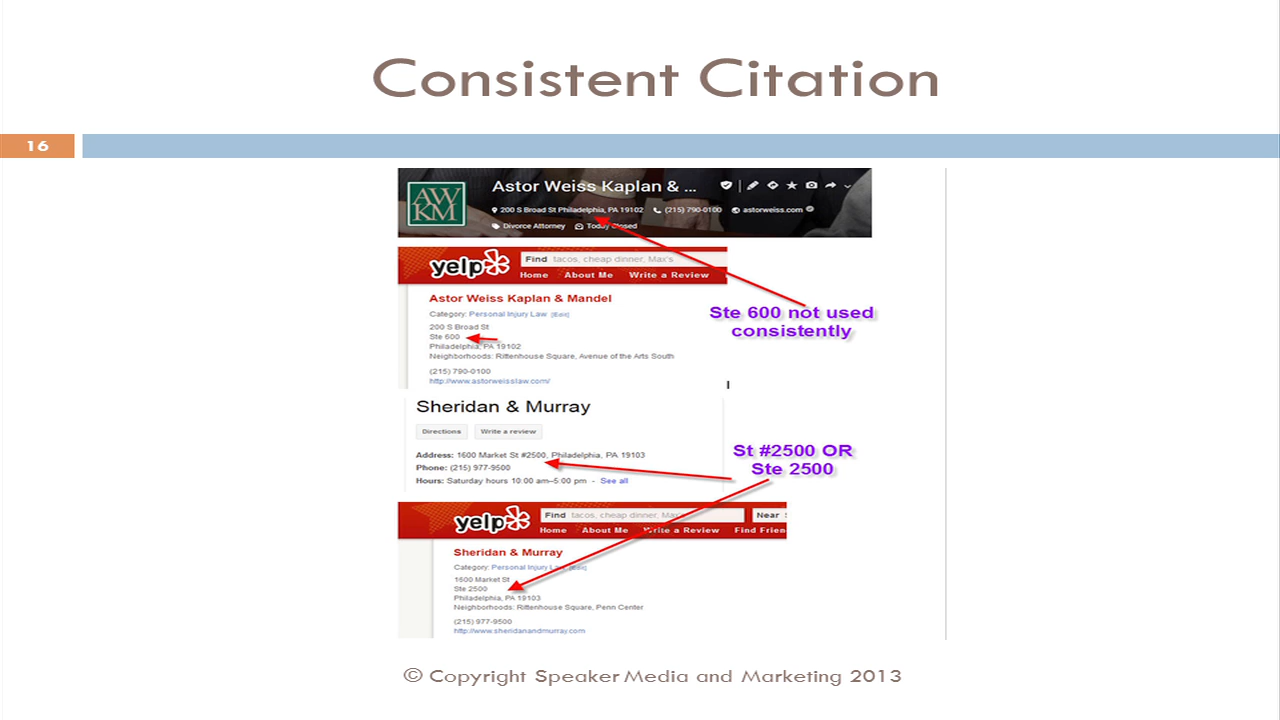 Consistent Citation
16
AW
KM
Astor Weiss Kaplan & ...
200 S Broad St Philadelphia, PA 19102 (215) 790-0100 astorweiss.com
Divorce Attorney Today Closed
yelp Find tacos, cheap dinner, Max's
Home About Me Write a Review
Astor Weiss Kaplan & Mandel
Category: Personal Injury Law [Edit]
200 S Broad St
Ste 600
Philadelphia, PA 19102
Neighborhoods: Rittenhouse Square, Avenue of the Arts South
(215) 790-0100
http://www.astorweisslaw.com/
Ste 600 not used
consistently
Sheridan & Murray
Directions Write a review
Address: 1600 Market St #2500, Philadelphia, PA 19103
Phone: (215) 977-9500
Hours: Saturday hours 10:00 am–5:00 pm - See all
St #2500 OR
Ste 2500
yelp Find tacos, cheap dinner, Max's Near
Home About Me Write a Review Find Frien
Sheridan & Murray
Category: Personal Injury Law [Edit]
1600 Market St
Ste 2500
Philadelphia, PA 19103
Neighborhoods: Rittenhouse Square, Penn Center
(215) 977-9500
http://www.sheridanandmurray.com
© Copyright Speaker Media and Marketing 2013